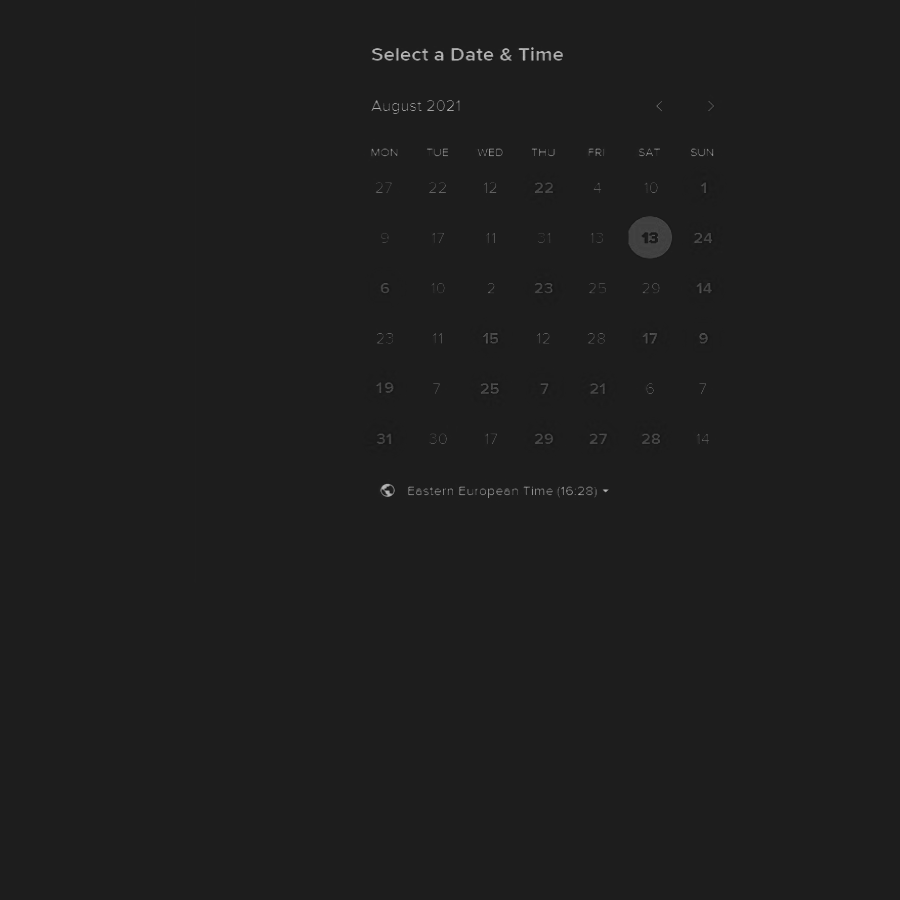 Select a Date & Time
August 2021
MON TUE WED THU FRI SAT SUN
27 22 12 22 4 10 1
9 17 11 31 13 13 24
6 10 2 23 25 29 14
23 11 15 12 28 17 9
19 7 25 7 21 6 7
31 30 17 29 27 28 14
Eastern European Time (16:28)